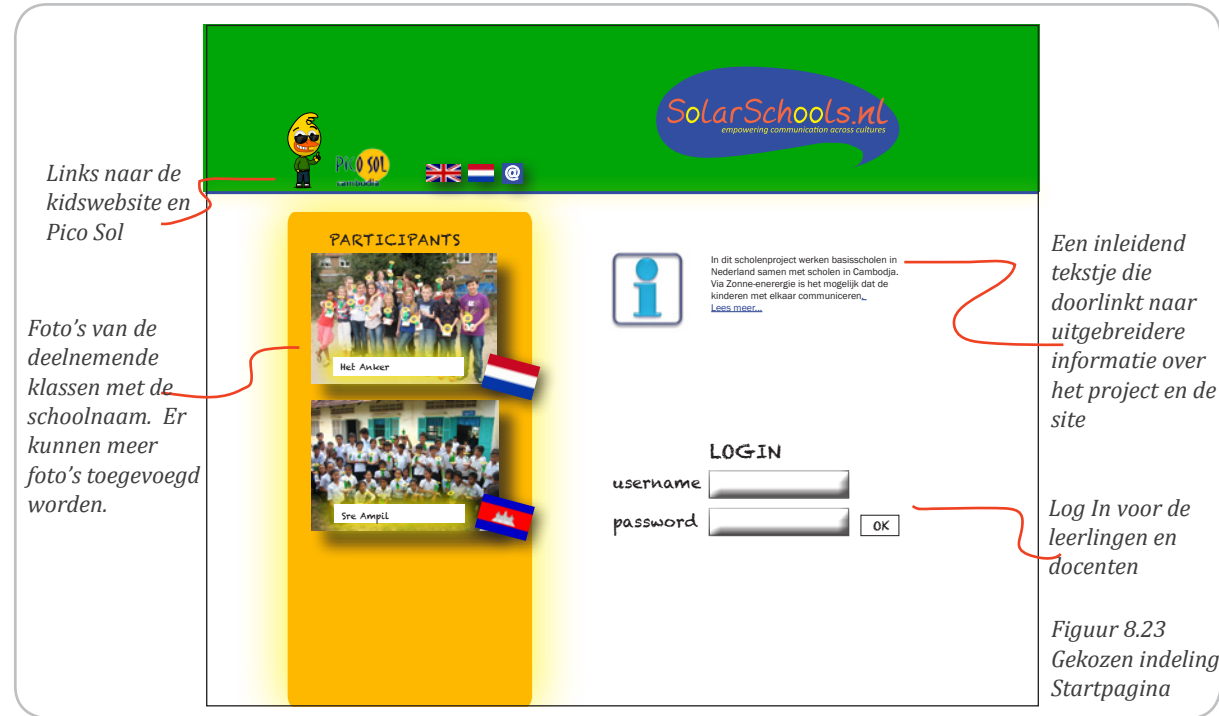 SolarSchools.nl
empowering communication across cultures
PICO SOL
cambodia
@
Links naar de
kidswebsite en
Pico Sol
Foto's van de
deelnemende
klassen met de
schoolnaam. Er
kunnen meer
foto's toegevoegd
worden.
PARTICIPANTS
Het Anker
Sre Ampil
In dit scholenproject werken basisscholen in
Nederland samen met scholen in Cambodja.
Via Zonne-enerergie is het mogelijk dat de
kinderen met elkaar communiceren.
Lees meer...
LOGIN
username
password
OK
Een inleidend
tekstje die
doorlinkt naar
uitgebreidere
informatie over
het project en de
site
Log In voor de
leerlingen en
docenten
Figuur 8.23
Gekozen indeling
Startpagina